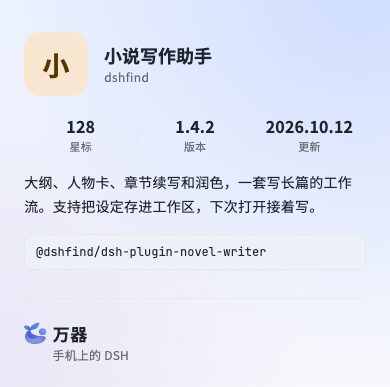 小
小说写作助手
dshfind
128
1.4.2
2026.10.12
星标
版本
更新
大纲、人物卡、章节续写和润色，一套写长篇的工作
流。支持把设定存进工作区，下次打开接着写。
@dshfind/dsh-plugin-novel-writer
万器
手机上的 DSH